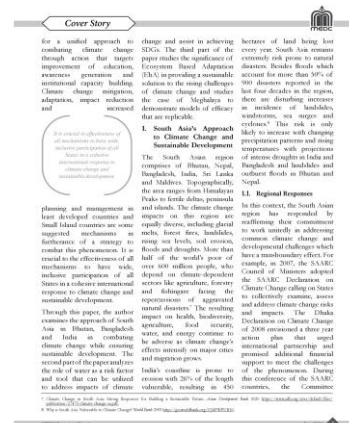 Cover Story
MEDC
for a unified approach to
combating climate change
through action that targets
improvement of education,
awareness generation and
institutional capacity building.
Climate change mitigation,
adaptation, impact reduction
and increased
It is crucial to effectiveness of
all mechanisms to have wide,
inclusive participation of all
States in a cohesive
international response to
climate change and
sustainable development
planning and management in
least developed countries and
Small Island countries are some
suggested mechanisms in
furtherance of a strategy to
combat this phenomenon. It is
crucial to the effectiveness of all
mechanisms to have wide,
inclusive participation of all
States in a cohesive international
response to climate change and
sustainable development.
Through this paper, the author
examines the approach of South
Asia in Bhutan, Bangladesh
and India in combating
climate change while ensuring
sustainable development. The
second part of the paper analyzes
the role of water as a risk factor
and tool that can be utilized
to address impacts of climate
change and assist in achieving
SDGs. The third part of the
paper studies the significance of
Ecosystem Based Adaptation
(EbA) in providing a sustainable
solution to the rising challenges
of climate change and studies
the case of Meghalaya to
demonstrate models of efficacy
that are replicable.
1. South Asia's Approach
to Climate Change and
Sustainable Development
The South Asian region
comprises of Bhutan, Nepal,
Bangladesh, India, Sri Lanka
and Maldives. Topographically,
the area ranges from Himalayan
Peaks to fertile deltas, peninsula
and islands. The climate change
impacts on this region are
equally diverse, including glacial
melts, forest fires, landslides,
rising sea levels, soil erosion,
floods and droughts. More than
half of the world's poor of
over 600 million people, who
depend on climate-dependent
sectors like agriculture, forestry
and fishing are facing the
repercussions of aggravated
natural disasters. The resulting
impact on health, biodiversity,
agriculture, food security,
water, and energy continue to
be adverse as climate change's
effects intensify on major cities
and migration grows.
India's coastline is prone to
erosion with 26% of the length
vulnerable, resulting in 450
hectares of land being lost
every year. South Asia remains
extremely risk prone to natural
disasters. Besides floods which
account for more than 50% of
900 disasters reported in the
last four decades in the region,
there are disturbing increases
in incidence of landslides,
windstorms, sea surges and
cyclones.⁸ This risk is only
likely to increase with changing
precipitation patterns and rising
temperatures with projections
of intense droughts in India and
Bangladesh and landslides and
outburst floods in Bhutan and
Nepal.
1.1. Regional Responses
In this context, the South Asian
region has responded by
reaffirming their commitment
to work unitedly in addressing
common climate change and
developmental challenges which
have a transboundary effect. For
example, in 2007, the SAARC
Council of Ministers adopted
the SAARC Declaration on
Climate Change calling on States
to collectively examine, assess
and address climate change risks
and impacts. The Dhaka
Declaration on Climate Change
of 2008 envisioned a three year
action plan that urged
international partnership and
promised additional financial
support to meet the challenges
of the phenomenon. During
this conference of the SAARC
countries, the Committee